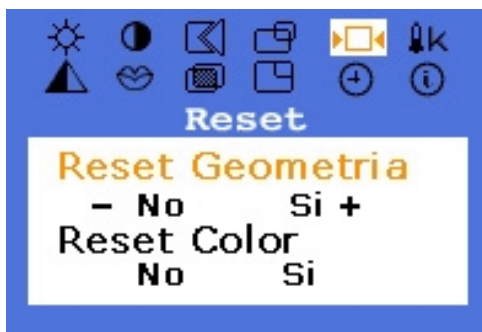 K
Reset
Reset Geometria
- No Si +
Reset Color
No Si